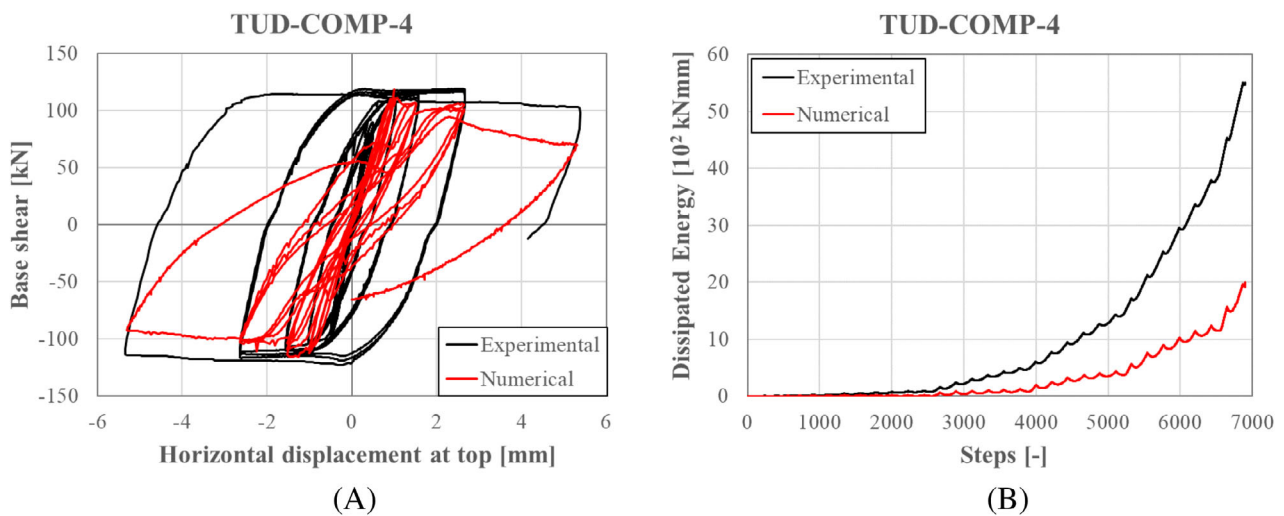 TUD-COMP-4
150
100
50
0
-50
-100
-150
Base shear [kN]
Experimental
Numerical
-6 -4 -2 0 2 4 6
Horizontal displacement at top [mm]
(A)
TUD-COMP-4
60
50
40
30
20
10
0
Dissipated Energy [10² kNmm]
Experimental
Numerical
0 1000 2000 3000 4000 5000 6000 7000
Steps [-]
(B)